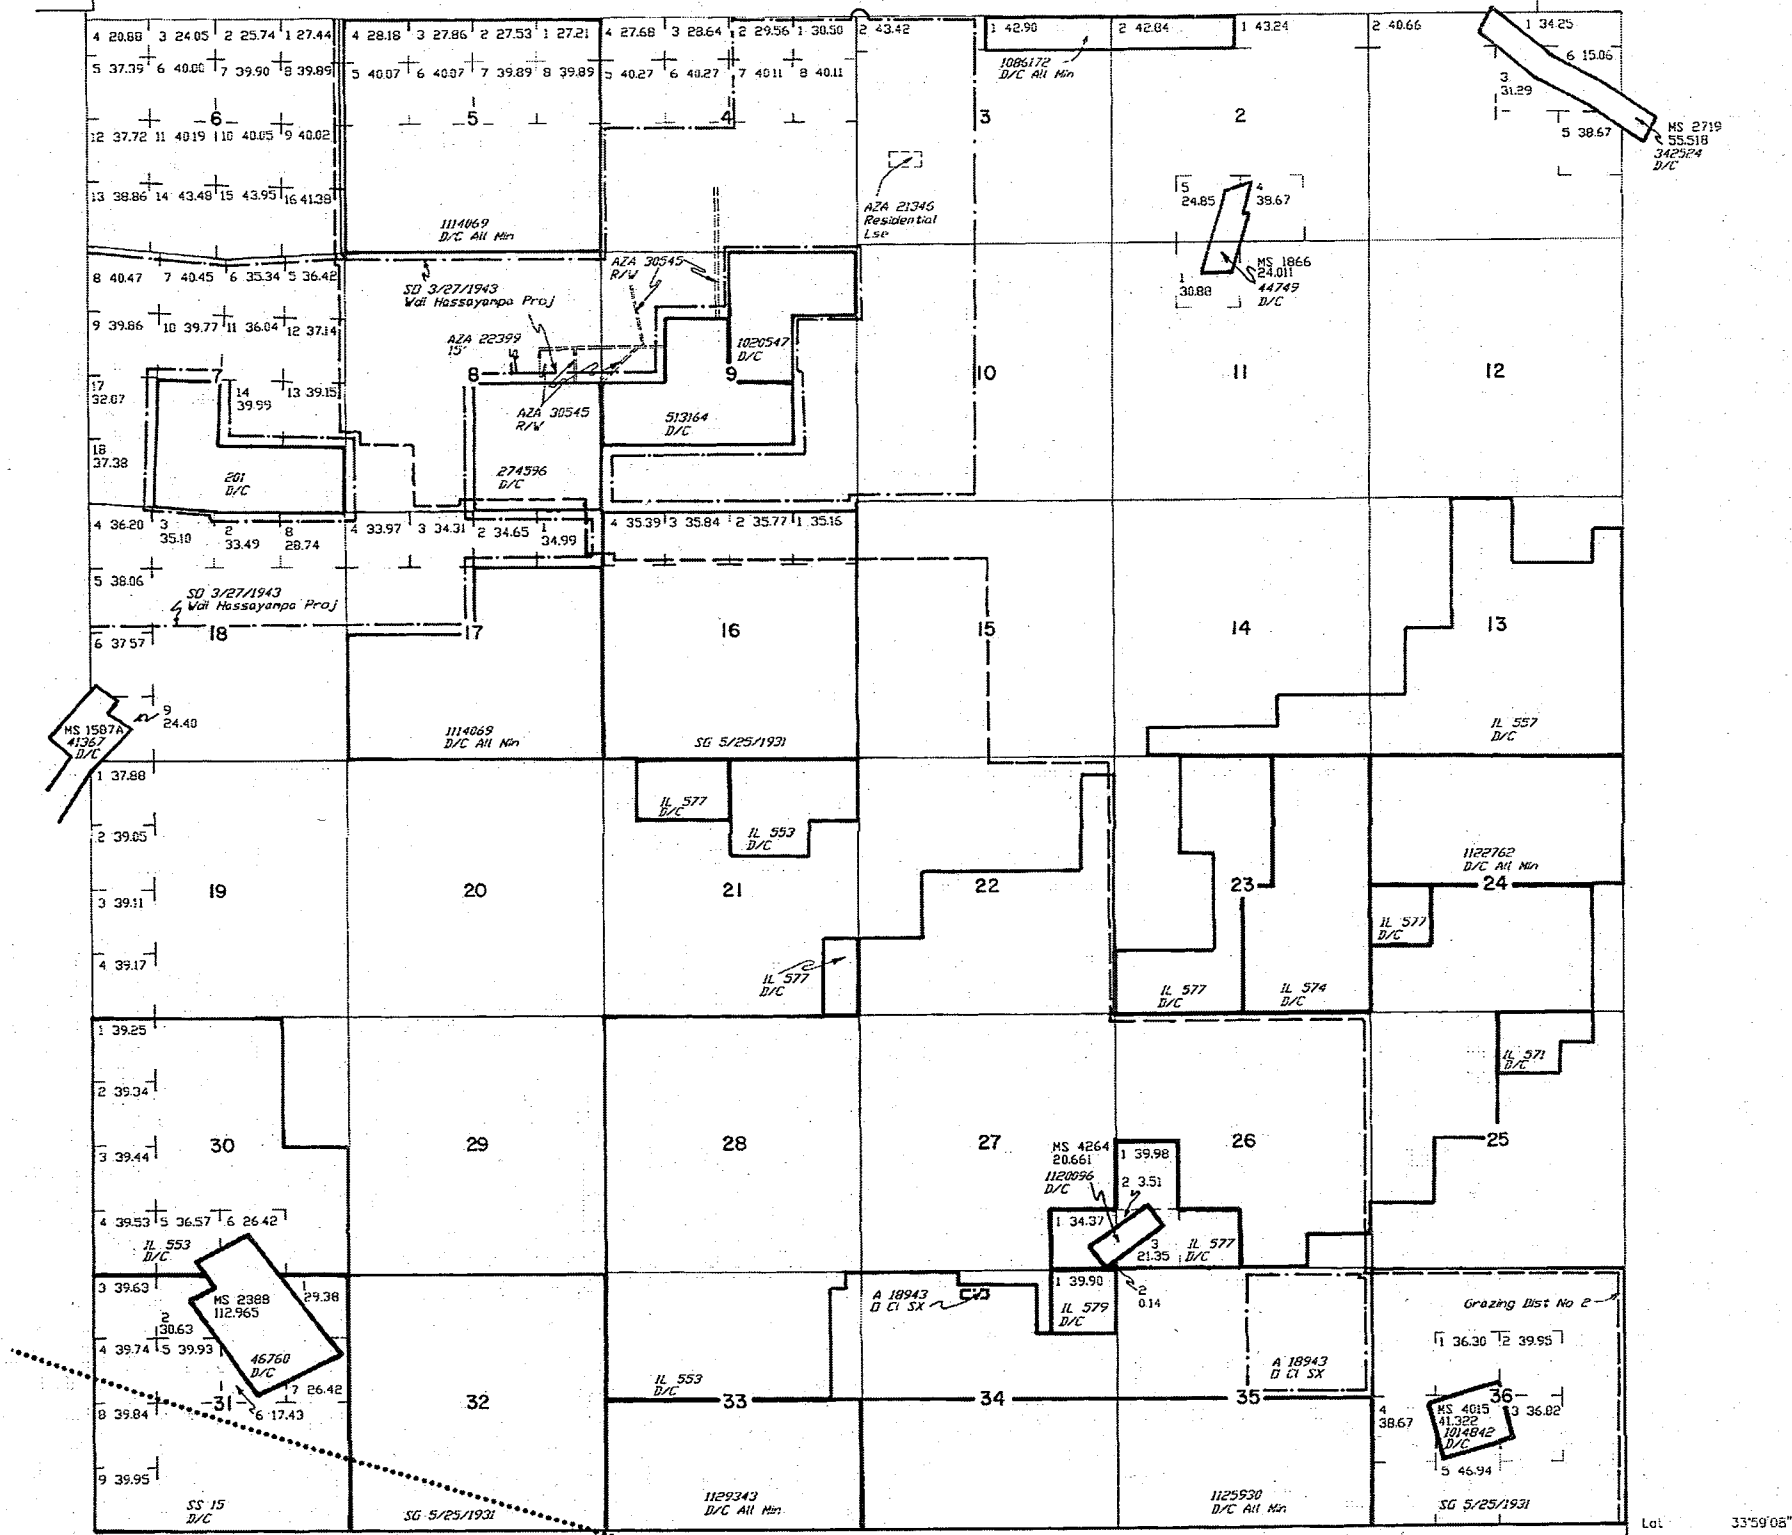 4 20.88 3 24.05 2 25.74 1 27.44 4 28.18 3 27.86 2 27.53 1 27.21 4 27.68 3 28.64 2 29.56 1 30.50 2 43.42 1 42.90 2 42.84 1 43.24 2 40.66 1 34.25
5 37.39 6 40.00 7 39.90 8 39.89 5 40.07 6 40.07 7 39.89 8 39.89 5 40.27 6 40.27 7 40.11 8 40.11
6 15.06
1086172
D/C All Min
3
31.29
6 5 4 3 2
12 37.72 11 40.19 10 40.05 9 40.02
5 38.67
MS 2719
55.518
342524
D/C
13 38.86 14 43.48 15 43.95 16 41.38
5
24.85
4
39.67
AZA 21346
Residential
Lse
1114069
D/C All Min
8 40.47 7 40.45 6 35.34 5 36.42
AZA 30545
R/W
MS 1866
24.011
44749
D/C
1
30.88
SO 3/27/1943
Wdl Hassayampa Proj
9 39.86 10 39.77 11 36.04 12 37.14
AZA 22399
15'
1020547
D/C
7 8 9 10 11 12
17
32.07
14
39.99
13 39.15
AZA 30545
R/W
513164
D/C
18
37.38
201
D/C
274596
D/C
4 36.20 3
35.10
2
33.49
8
28.74
4 33.97 3 34.31 2 34.65 1
34.99
4 35.39 3 35.84 2 35.77 1 35.16
5 38.06
SO 3/27/1943
Wdl Hassayampa Proj
6 37.57
18 17 16 15 14 13
9
24.40
MS 1587A
41367
D/C
1114069
D/C All Min
SG 5/25/1931
IL 557
D/C
1 37.88
IL 577
D/C
2 39.05
IL 553
D/C
1122762
D/C All Min
3 39.11
19 20 21 22 23 24
IL 577
D/C
4 39.17
IL 577
D/C
IL 577
D/C
IL 574
D/C
1 39.25
IL 571
D/C
2 39.34
30 29 28 27 26 25
3 39.44
MS 4264
20.661
1120096
D/C
1 39.98
2 3.51
4 39.53 5 36.57 6 26.42
1 34.37
3
21.35
IL 577
D/C
IL 553
D/C
3 39.63
MS 2388
112.965
29.38
2
30.63
A 18943
O Cl SX
1 39.90
IL 579
D/C
2
0.14
Grazing Dist No 2
4 39.74 5 39.93
1 36.30 2 39.95
46760
D/C
7 26.42
IL 553
D/C
A 18943
O Cl SX
31 32 33 34 35 36
8 39.84
6 17.43
4
38.67
MS 4015
41.322
1014842
D/C
3 36.82
9 39.95
5 46.94
SS 15
D/C
SG 5/25/1931
1129343
D/C All Min
1125930
D/C All Min
SG 5/25/1931
Lat